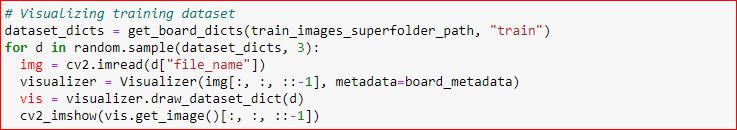 # Visualizing training dataset
dataset_dicts = get_board_dicts(train_images_superfolder_path, "train")
for d in random.sample(dataset_dicts, 3):
  img = cv2.imread(d["file_name"])
  visualizer = Visualizer(img[:, :, ::-1], metadata=board_metadata)
  vis = visualizer.draw_dataset_dict(d)
  cv2_imshow(vis.get_image()[:, :, ::-1])